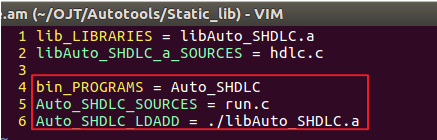 e.am (~/OJT/Autotools/Static_lib) - VIM
1 lib_LIBRARIES = libAuto_SHDLC.a
2 libAuto_SHDLC_a_SOURCES = hdlc.c
3
4 bin_PROGRAMS = Auto_SHDLC
5 Auto_SHDLC_SOURCES = run.c
6 Auto_SHDLC_LDADD = ./libAuto_SHDLC.a